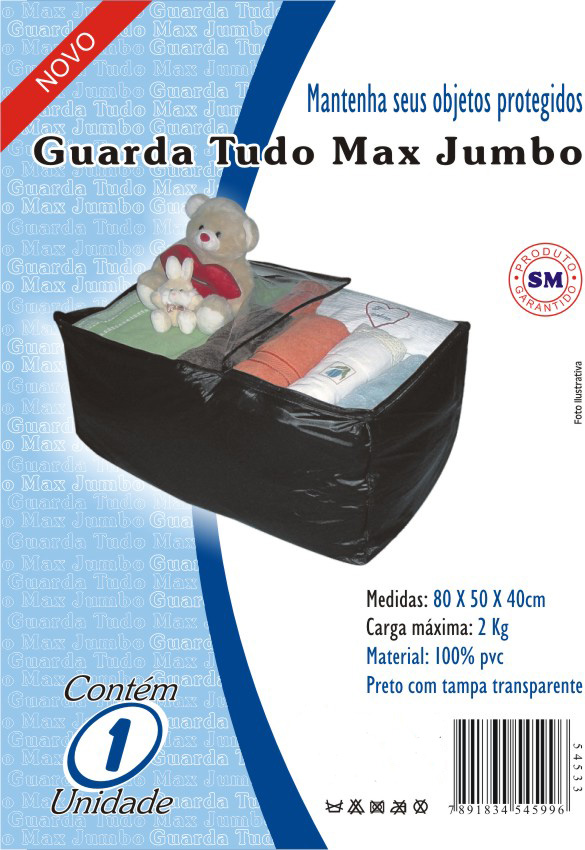 NOVO
Mantenha seus objetos protegidos
Guarda Tudo Max Jumbo
PRODUTO
SM
GARANTIDO
Foto Ilustrativa
Medidas: 80 X 50 X 40cm
Carga máxima: 2 Kg
Material: 100% pvc
Preto com tampa transparente
Contém
1
Unidade
54533
7 891834 545996